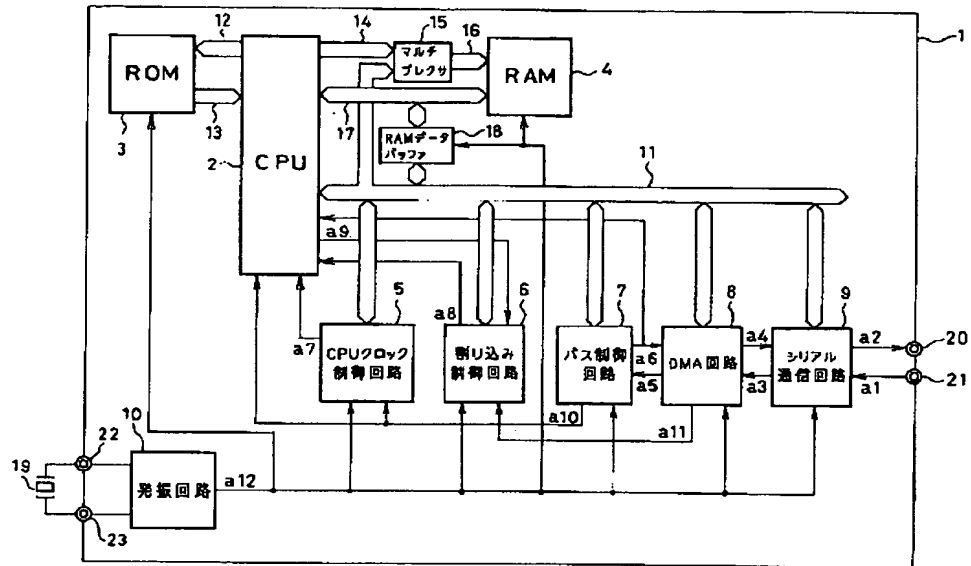 12
14
15
16
1
ROM
マルチ
プレクサ
RAM
4
3
13
2
CPU
17
RAMデータ
バッファ
18
11
a9
5
a8
6
7
8
9
a7
CPUクロック
制御回路
割り込み
制御回路
バス制御
回路
a6
a5
DMA回路
a4
a3
シリアル
通信回路
a2
a1
20
21
a10
a11
10
22
19
発振回路
a12
23